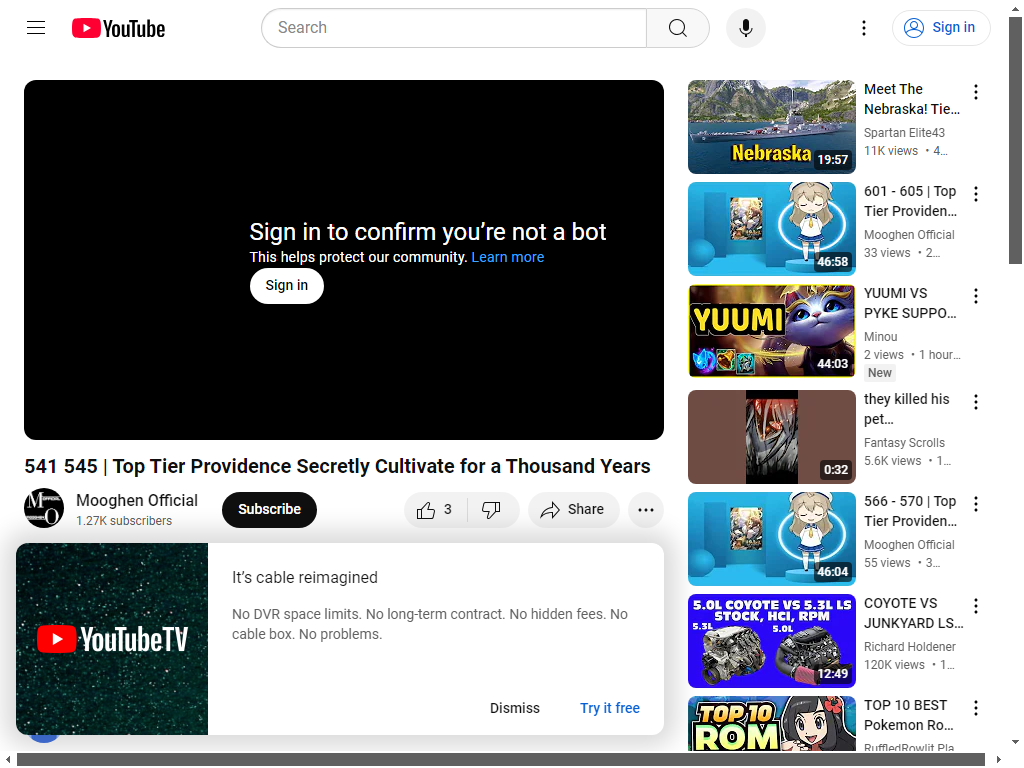 YouTube
Search
Sign in
Sign in to confirm you're not a bot
This helps protect our community. Learn more
Sign in
541 545 | Top Tier Providence Secretly Cultivate for a Thousand Years
Mooghen Official
1.27K subscribers
Subscribe
3
Share
YouTubeTV
It's cable reimagined
No DVR space limits. No long-term contract. No hidden fees. No
cable box. No problems.
Dismiss
Try it free
Nebraska
19:57
Meet The
Nebraska! Tie...
Spartan Elite43
11K views • 4...
46:58
601 - 605 | Top
Tier Providen...
Mooghen Official
33 views • 2...
YUUMI
44:03
YUUMI VS
PYKE SUPPO...
Minou
2 views • 1 hour...
New
0:32
they killed his
pet...
Fantasy Scrolls
5.6K views • 1...
46:04
566 - 570 | Top
Tier Providen...
Mooghen Official
55 views • 3...
5.0L COYOTE VS 5.3L LS
STOCK, HCI, RPM
5.3L
5.0L
12:49
COYOTE VS
JUNKYARD LS...
Richard Holdener
120K views • 1...
TOP 10
ROM
TOP 10 BEST
Pokemon Ro...
RuffledRowlit Pla